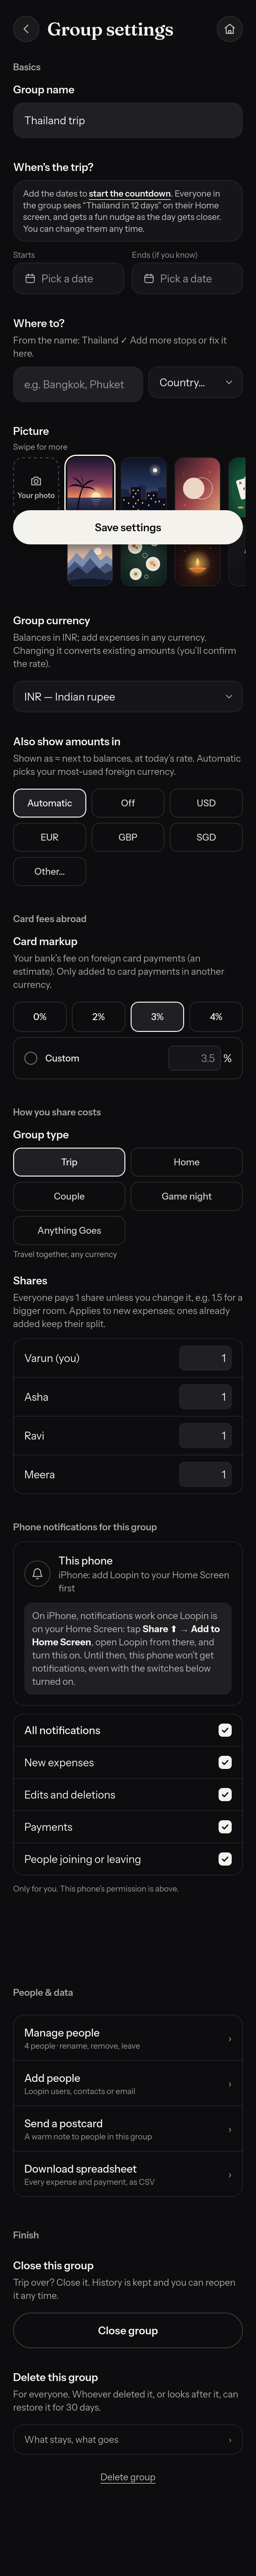 Group settings
Basics
Group name
Thailand trip
When's the trip?
Add the dates to start the countdown. Everyone in
the group sees “Thailand in 12 days” on their Home
screen, and gets a fun nudge as the day gets closer.
You can change them any time.
Starts
Ends (if you know)
Pick a date
Pick a date
Where to?
From the name: Thailand ✓ Add more stops or fix it
here.
e.g. Bangkok, Phuket
Country...
Picture
Swipe for more
Your photo
Save settings
Group currency
Balances in INR; add expenses in any currency.
Changing it converts existing amounts (you'll confirm
the rate).
INR — Indian rupee
Also show amounts in
Shown as ≈ next to balances, at today's rate. Automatic
picks your most-used foreign currency.
Automatic
Off
USD
EUR
GBP
SGD
Other...
Card fees abroad
Card markup
Your bank's fee on foreign card payments (an
estimate). Only added to card payments in another
currency.
0%
2%
3%
4%
Custom
3.5 %
How you share costs
Group type
Trip
Home
Couple
Game night
Anything Goes
Travel together, any currency
Shares
Everyone pays 1 share unless you change it, e.g. 1.5 for a
bigger room. Applies to new expenses; ones already
added keep their split.
Varun (you) 1
Asha 1
Ravi 1
Meera 1
Phone notifications for this group
This phone
iPhone: add Loopin to your Home Screen
first
On iPhone, notifications work once Loopin is
on your Home Screen: tap Share ⬆ → Add to
Home Screen, open Loopin from there, and
turn this on. Until then, this phone won't get
notifications, even with the switches below
turned on.
All notifications
New expenses
Edits and deletions
Payments
People joining or leaving
Only for you. This phone's permission is above.
People & data
Manage people
4 people · rename, remove, leave
Add people
Loopin users, contacts or email
Send a postcard
A warm note to people in this group
Download spreadsheet
Every expense and payment, as CSV
Finish
Close this group
Trip over? Close it. History is kept and you can reopen
it any time.
Close group
Delete this group
For everyone. Whoever deleted it, or looks after it, can
restore it for 30 days.
What stays, what goes
Delete group